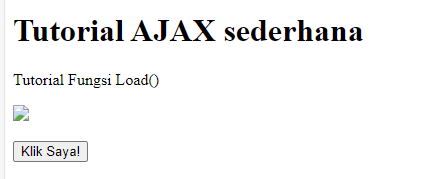 Tutorial AJAX sederhana
Tutorial Fungsi Load()
Klik Saya!